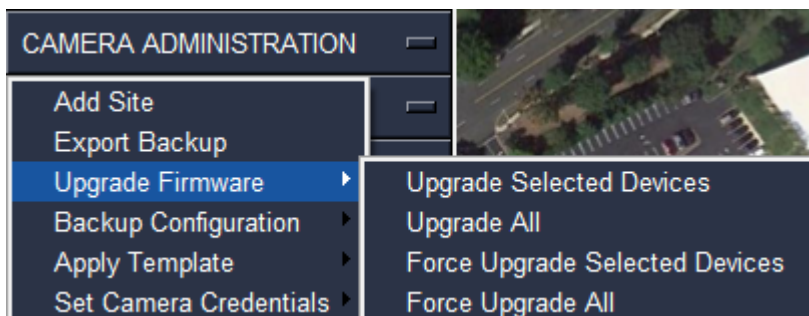 CAMERA ADMINISTRATION
Add Site
Export Backup
Upgrade Firmware
Backup Configuration
Apply Template
Set Camera Credentials
Upgrade Selected Devices
Upgrade All
Force Upgrade Selected Devices
Force Upgrade All